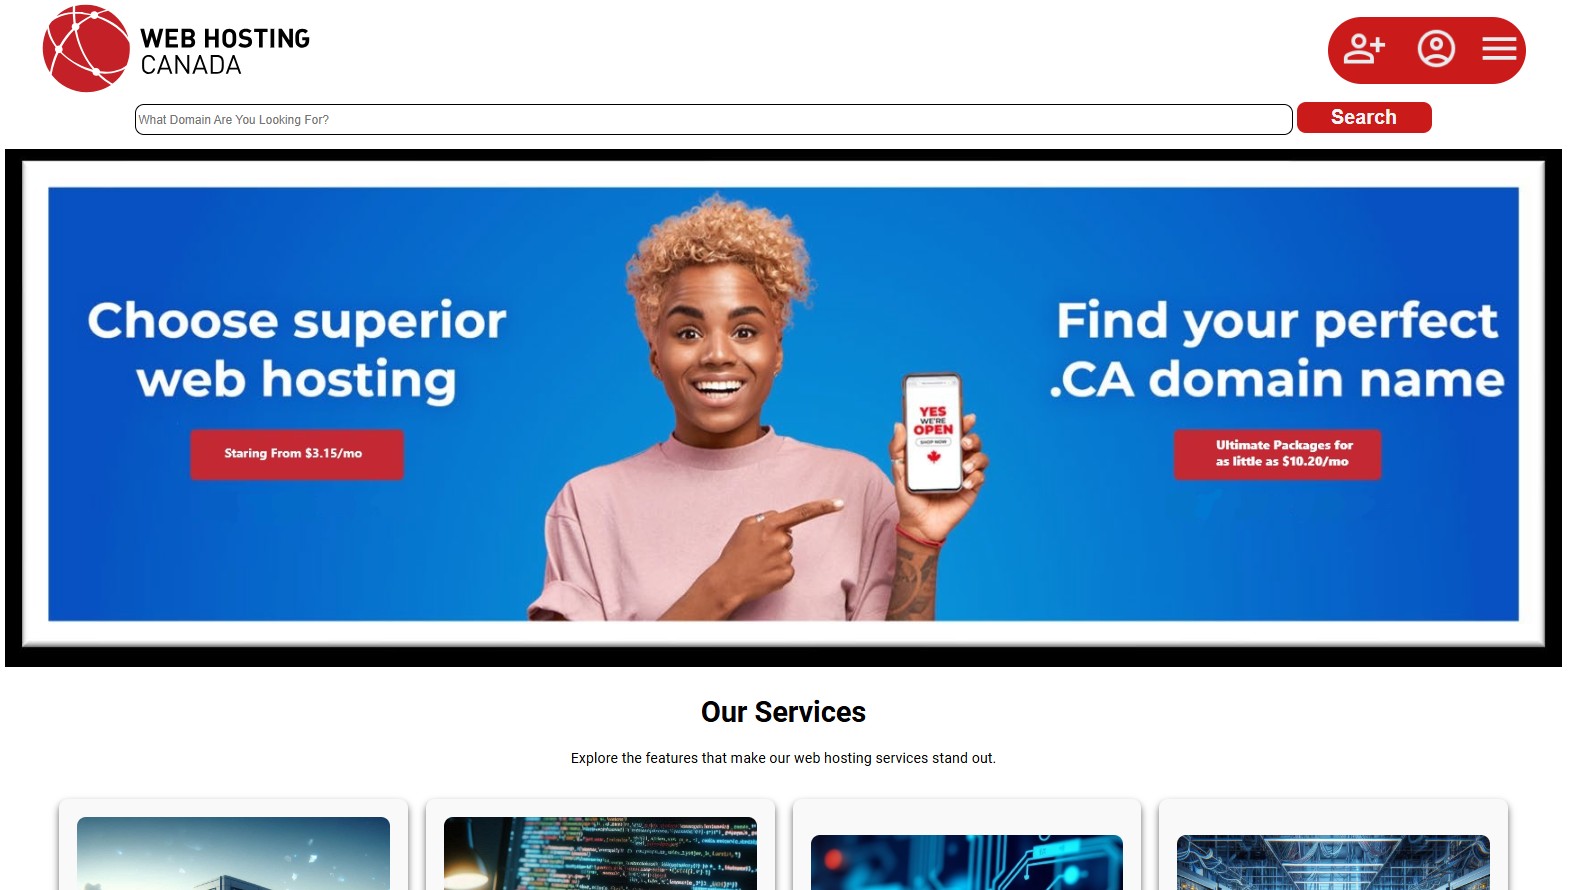 WEB HOSTING
CANADA
What Domain Are You Looking For?
Search
Choose superior
web hosting
Staring From $3.15/mo
YES
WE'RE
OPEN
SHOP NOW
Find your perfect
.CA domain name
Ultimate Packages for
as little as $10.20/mo
Our Services
Explore the features that make our web hosting services stand out.